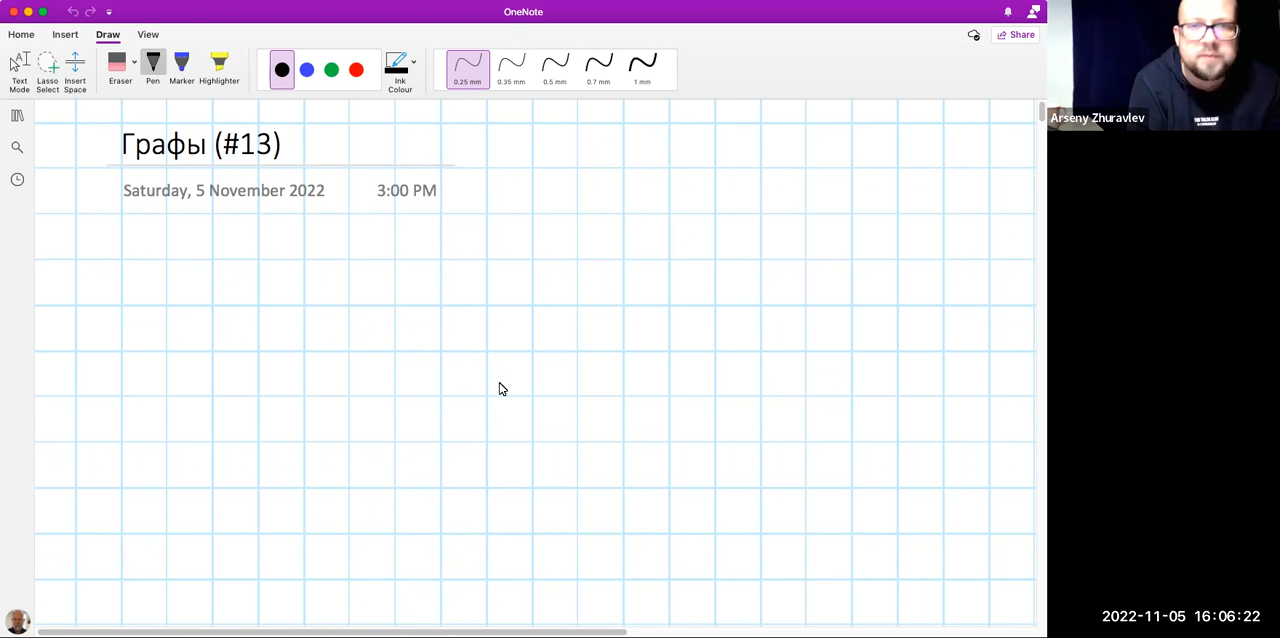 OneNote
Home Insert Draw View
Share
Text Mode
Lasso Select
Insert Space
Eraser
Pen
Marker
Highlighter
Ink Colour
0.25 mm
0.35 mm
0.5 mm
0.7 mm
1 mm
Arseny Zhuravlev
Графы (#13)
Saturday, 5 November 2022 3:00 PM
2022-11-05 16:06:22